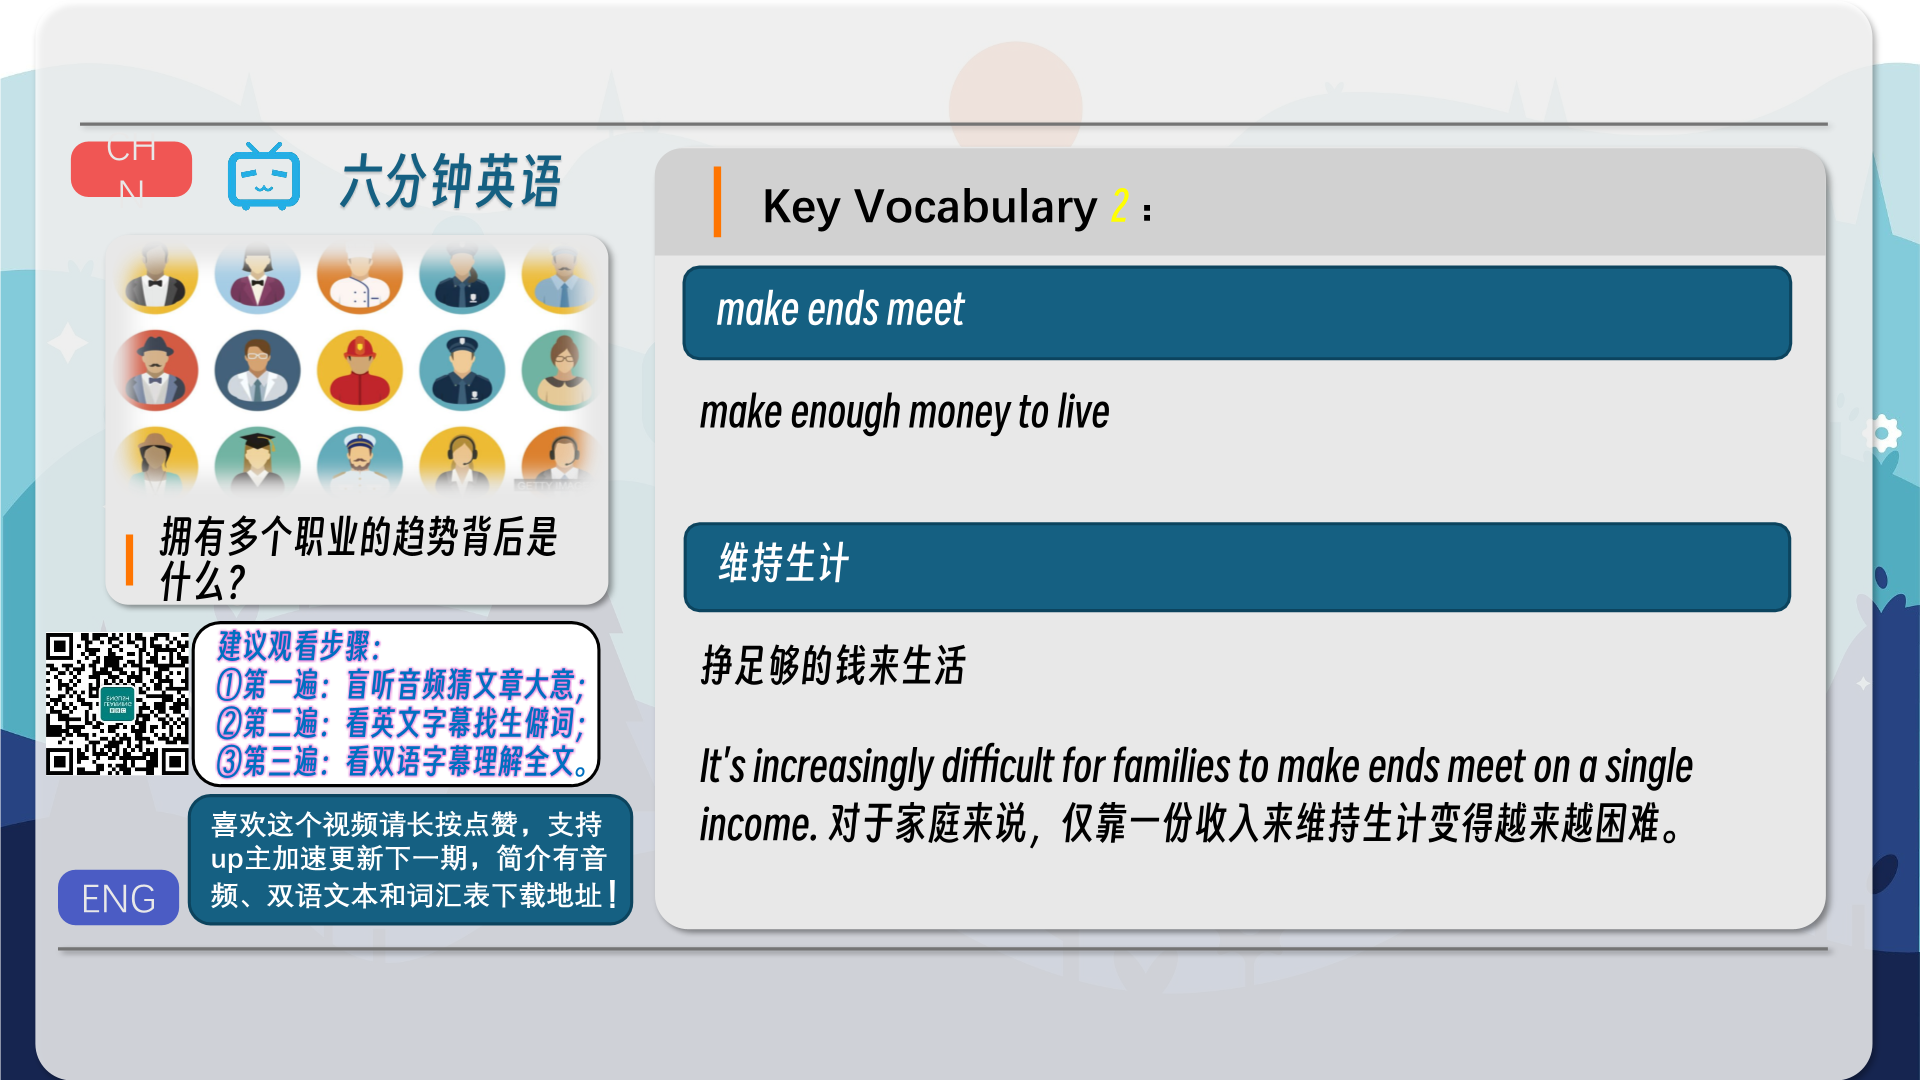 CH
N
六分钟英语
GETTY IMAG
拥有多个职业的趋势背后是
什么?
建议观看步骤:
①第一遍: 盲听音频猜文章大意;
②第二遍: 看英文字幕找生僻词;
③第三遍: 看双语字幕理解全文。
喜欢这个视频请长按点赞，支持
up主加速更新下一期，简介有音
频、双语文本和词汇表下载地址！
ENG
Key Vocabulary 2：
make ends meet
make enough money to live
维持生计
挣足够的钱来生活
It's increasingly difficult for families to make ends meet on a single
income. 对于家庭来说，仅靠一份收入来维持生计变得越来越困难。